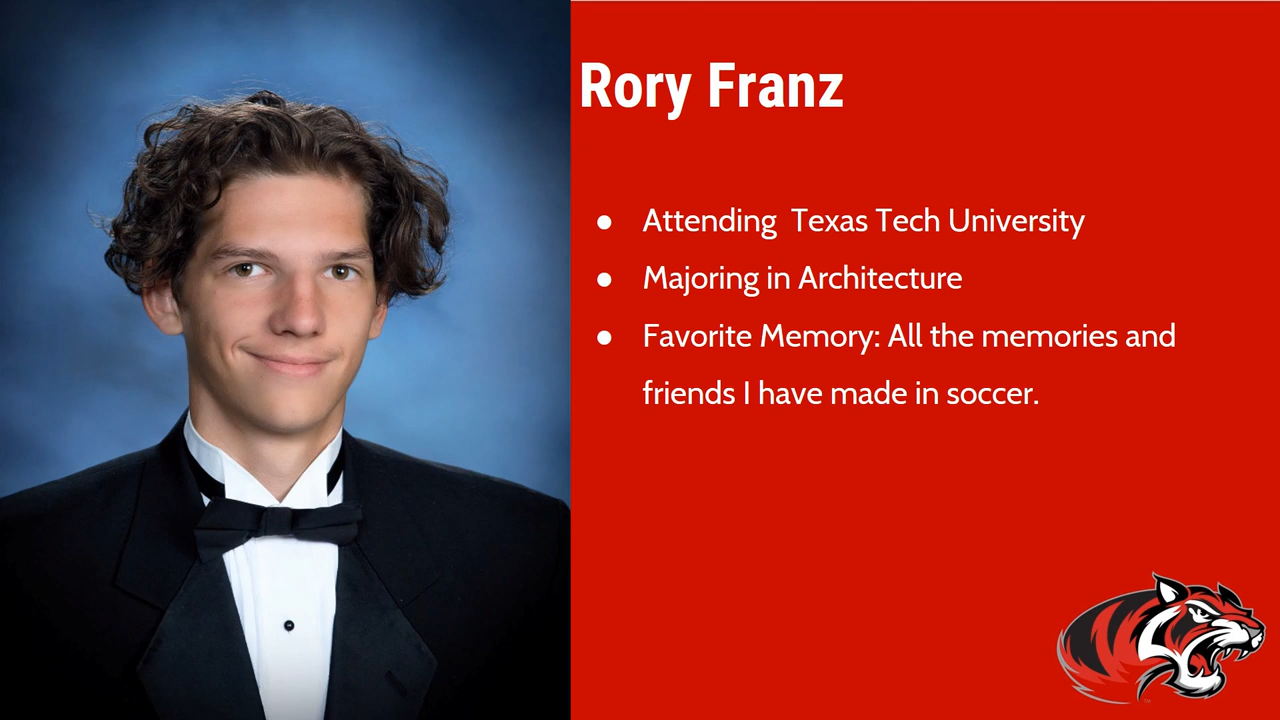 Rory Franz
● Attending  Texas Tech University
● Majoring in Architecture
● Favorite Memory: All the memories and
friends I have made in soccer.